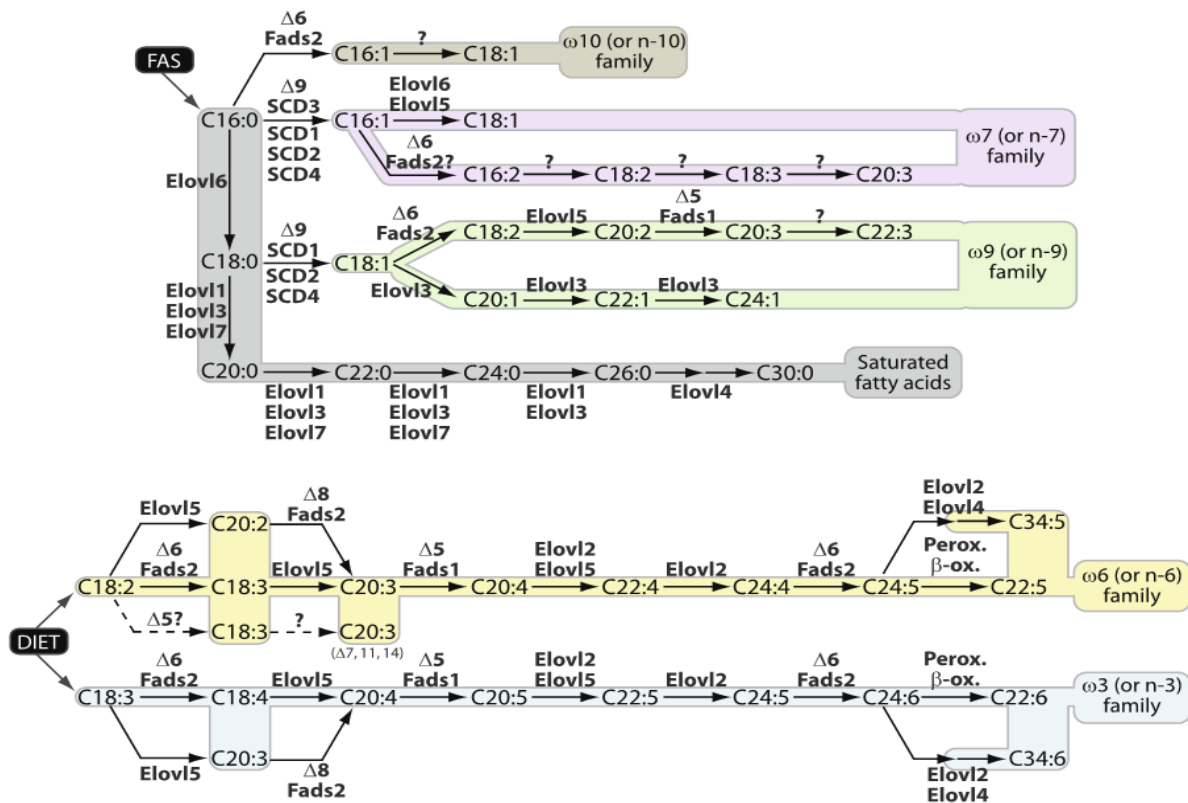 Δ6
Fads2
C16:1
?
C18:1
ω10 (or n-10)
family
FAS
C16:0
Δ9
SCD3
SCD1
SCD2
SCD4
C16:1
Elovl6
Elovl5
C18:1
Δ6
Fads2?
C16:2
?
C18:2
?
C18:3
?
C20:3
ω7 (or n-7)
family
Elovl6
C18:0
Δ9
SCD1
SCD2
SCD4
C18:1
Δ6
Fads2
C18:2
Elovl5
C20:2
Δ5
Fads1
C20:3
?
C22:3
Elovl3
C20:1
Elovl3
C22:1
Elovl3
C24:1
ω9 (or n-9)
family
Elovl1
Elovl3
Elovl7
C20:0
Elovl1
Elovl3
Elovl7
C22:0
Elovl1
Elovl3
Elovl7
C24:0
Elovl1
Elovl3
C26:0
Elovl4
C30:0
Saturated
fatty acids
DIET
Elovl5
C20:2
Δ8
Fads2
C18:2
Δ6
Fads2
C18:3
Elovl5
C20:3
Δ5
Fads1
C20:4
Elovl2
Elovl5
C22:4
Elovl2
C24:4
Δ6
Fads2
C24:5
Perox.
β-ox.
C22:5
Elovl2
Elovl4
C34:5
ω6 (or n-6)
family
Δ5?
C18:3
?
C20:3
(Δ7, 11, 14)
C18:3
Δ6
Fads2
C18:4
Elovl5
C20:4
Δ5
Fads1
C20:5
Elovl2
Elovl5
C22:5
Elovl2
C24:5
Δ6
Fads2
C24:6
Perox.
β-ox.
C22:6
ω3 (or n-3)
family
Elovl5
C20:3
Δ8
Fads2
Elovl2
Elovl4
C34:6